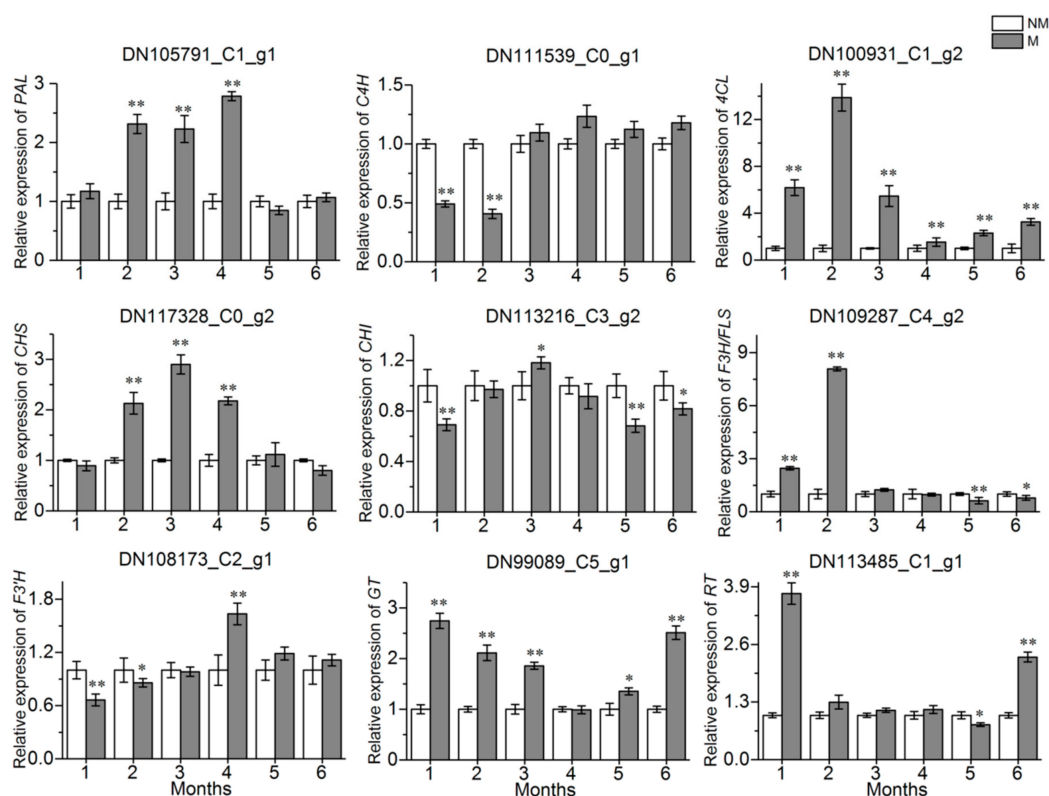 NM
M
DN105791_C1_g1
Relative expression of PAL
3
2
1
0
1 2 3 4 5 6
** ** **
DN111539_C0_g1
Relative expression of C4H
1.5
1.0
0.5
0.0
1 2 3 4 5 6
** **
DN100931_C1_g2
Relative expression of 4CL
14
12
8
4
0
1 2 3 4 5 6
** ** ** ** ** **
DN117328_C0_g2
Relative expression of CHS
3
2
1
0
1 2 3 4 5 6
** ** **
DN113216_C3_g2
Relative expression of CHI
1.2
0.8
0.4
0.0
1 2 3 4 5 6
** * ** *
DN109287_C4_g2
Relative expression of F3H/FLS
9
6
3
0
1 2 3 4 5 6
** ** ** *
DN108173_C2_g1
Relative expression of F3'H
1.8
1.2
0.6
0.0
1 2 3 4 5 6
** * **
Months
DN99089_C5_g1
Relative expression of GT
3
2
1
0
1 2 3 4 5 6
** ** ** * **
Months
DN113485_C1_g1
Relative expression of RT
3.9
2.6
1.3
0.0
1 2 3 4 5 6
** * **
Months